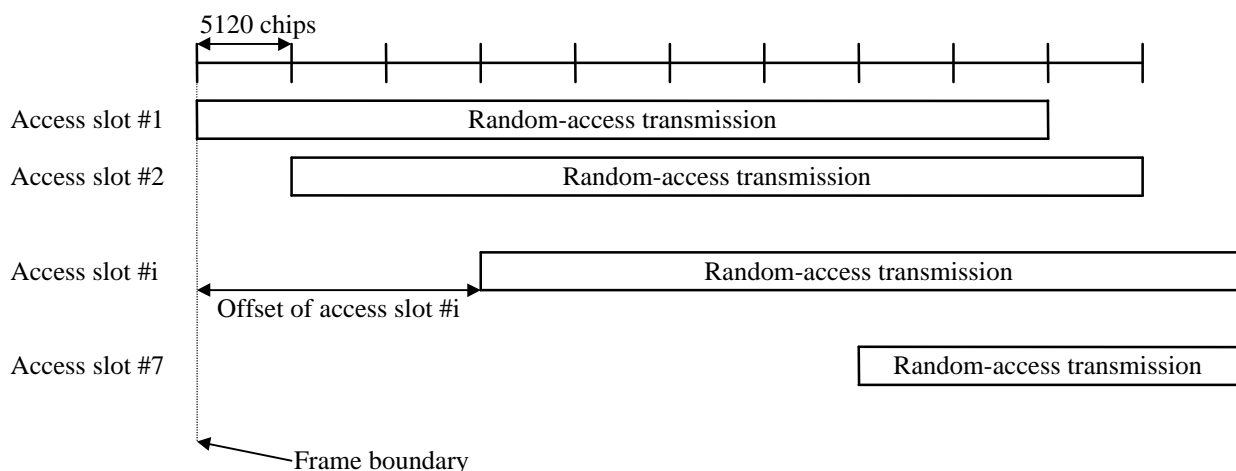 5120 chips
Access slot #1
Random-access transmission
Access slot #2
Random-access transmission
Access slot #i
Random-access transmission
Offset of access slot #i
Access slot #7
Random-access transmission
Frame boundary